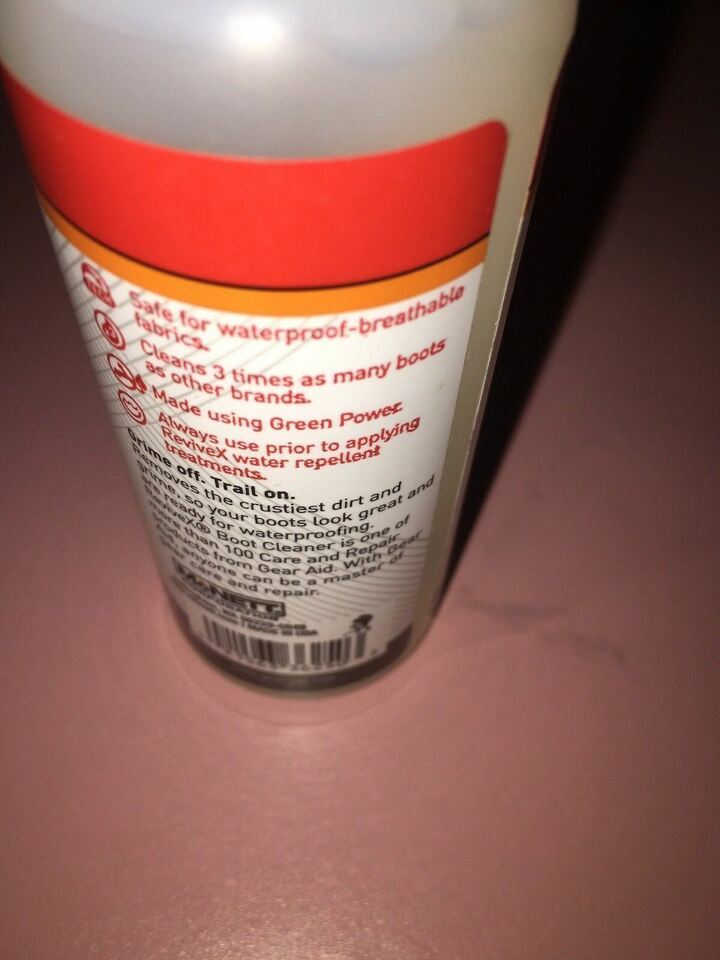 Safe for waterproof-breathable
fabrics.
Cleans 3 times as many boots
as other brands.
Made using Green Power.
Always use prior to applying
ReviveX water repellent
treatments.
Grime off. Trail on.
Removes the crustiest dirt and
grime, so your boots look great and
are ready for waterproofing.
ReviveX® Boot Cleaner is one of
more than 100 Care and Repair
products from Gear Aid. With Gear
anyone can be a master of
care and repair.
McNETT